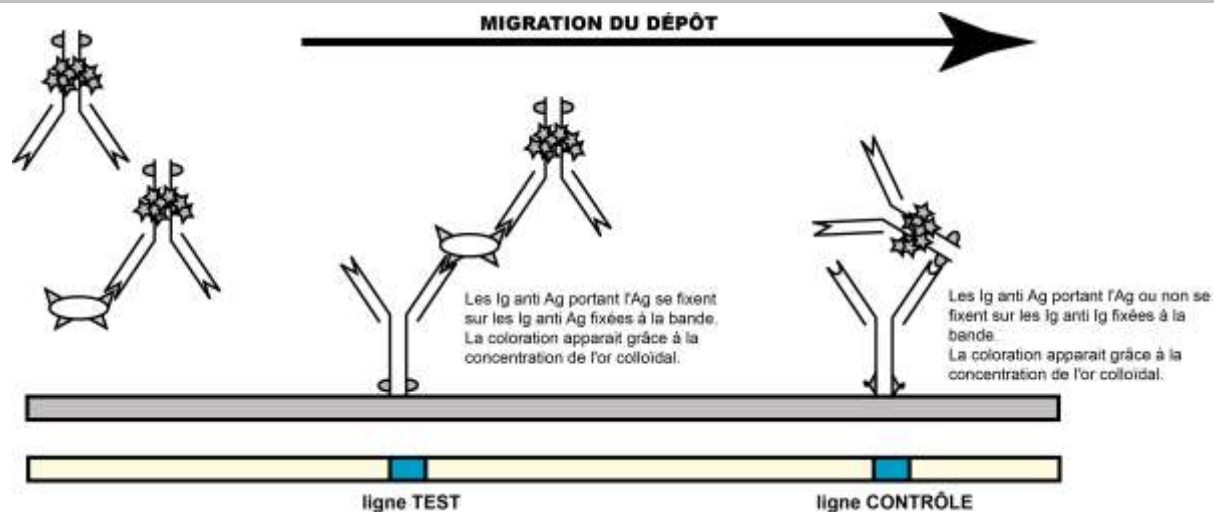 MIGRATION DU DÉPÔT
Les Ig anti Ag portant l'Ag se fixent
sur les Ig anti Ag fixées à la bande.
La coloration apparait grâce à la
concentration de l'or colloïdal.
Les Ig anti Ag portant l'Ag ou non se
fixent sur les Ig anti Ig fixées à la
bande.
La coloration apparait grâce à la
concentration de l'or colloïdal.
ligne TEST
ligne CONTRÔLE